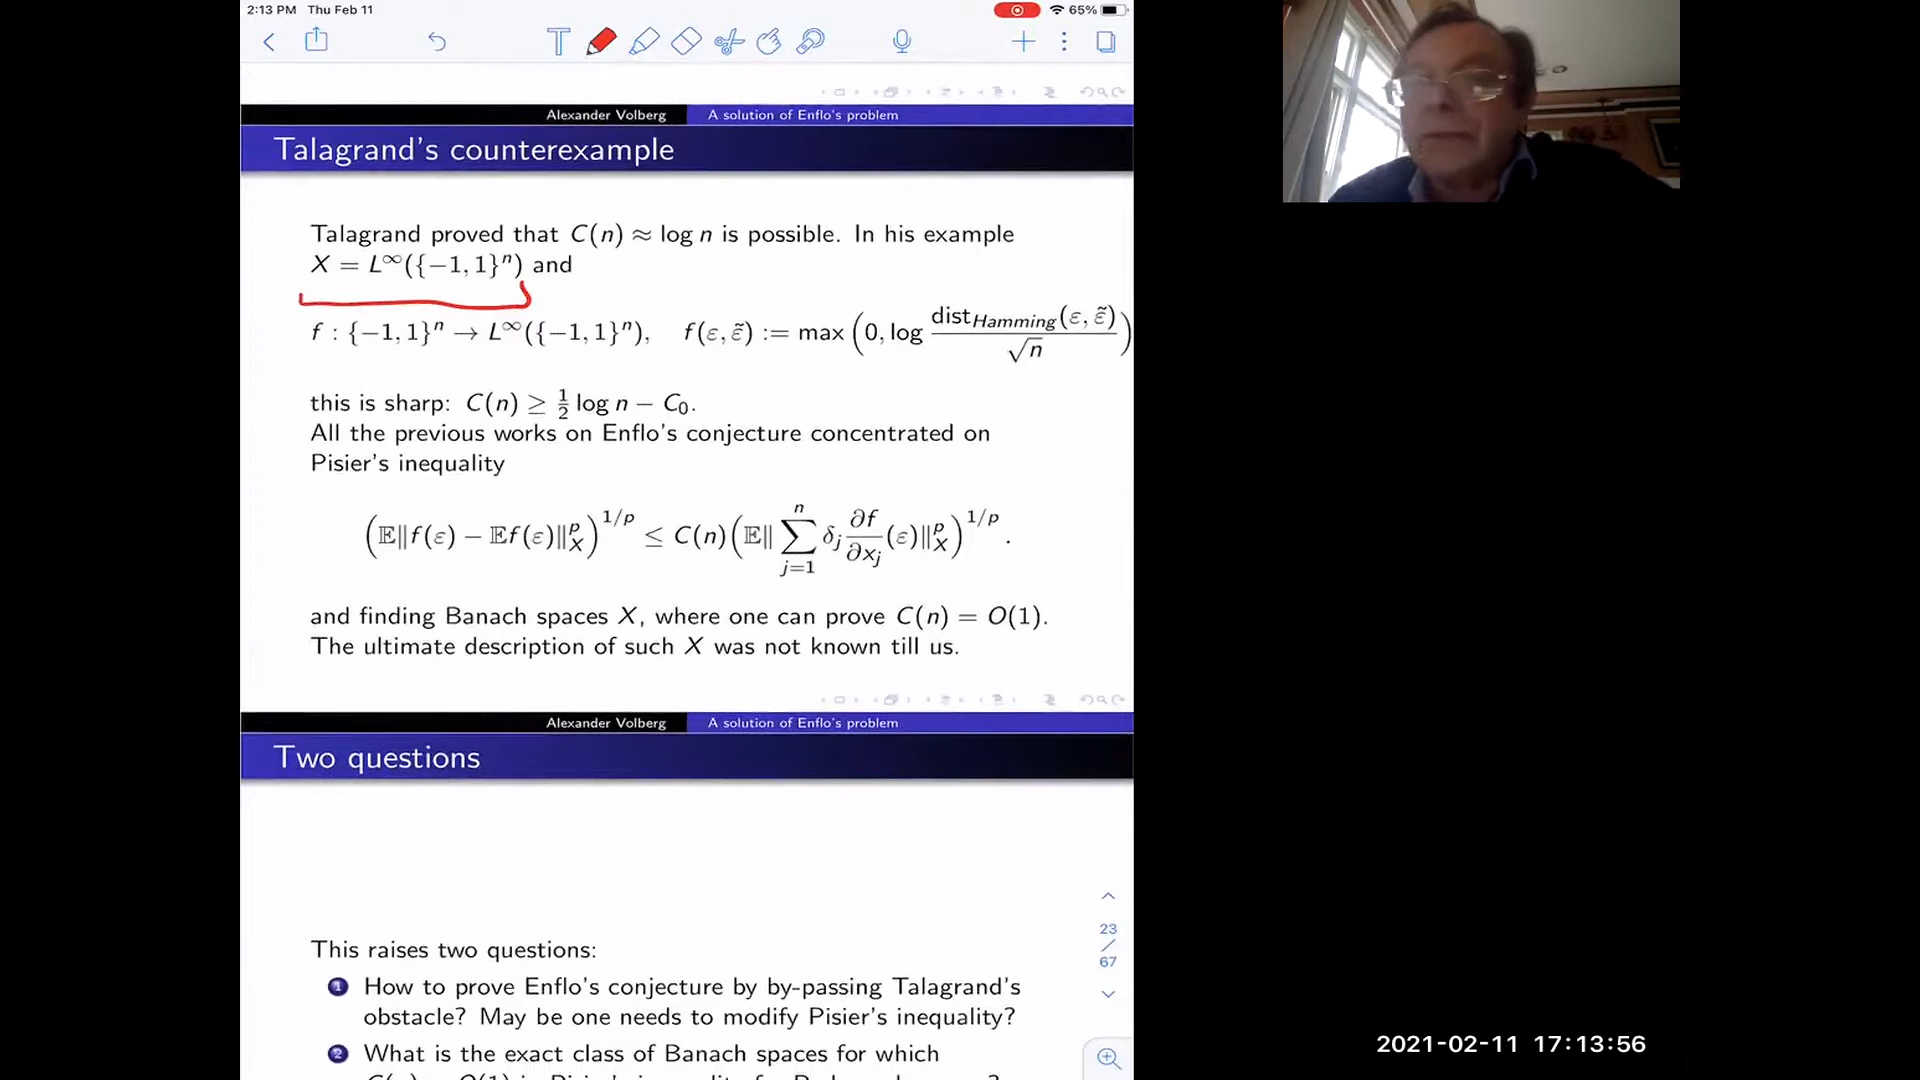 2:13 PM Thu Feb 11
65%
Alexander Volberg A solution of Enflo's problem
Talagrand's counterexample
Talagrand proved that C(n) ≈ log n is possible. In his example
X = L^∞({−1, 1}^n) and
f : {−1, 1}^n → L^∞({−1, 1}^n), f(ε, ε̃) := max (0, log dist_Hamming(ε, ε̃) / √n)
this is sharp: C(n) ≥ 1/2 log n − C_0.
All the previous works on Enflo's conjecture concentrated on
Pisier's inequality
(𝔼‖f(ε) − 𝔼f(ε)‖_X^p)^{1/p} ≤ C(n)(𝔼‖ ∑_{j=1}^n δ_j ∂f/∂x_j (ε)‖_X^p)^{1/p} .
and finding Banach spaces X, where one can prove C(n) = O(1).
The ultimate description of such X was not known till us.
Alexander Volberg A solution of Enflo's problem
Two questions
This raises two questions:
1 How to prove Enflo's conjecture by by-passing Talagrand's
obstacle? May be one needs to modify Pisier's inequality?
2 What is the exact class of Banach spaces for which
23
/
67
2021-02-11 17:13:56